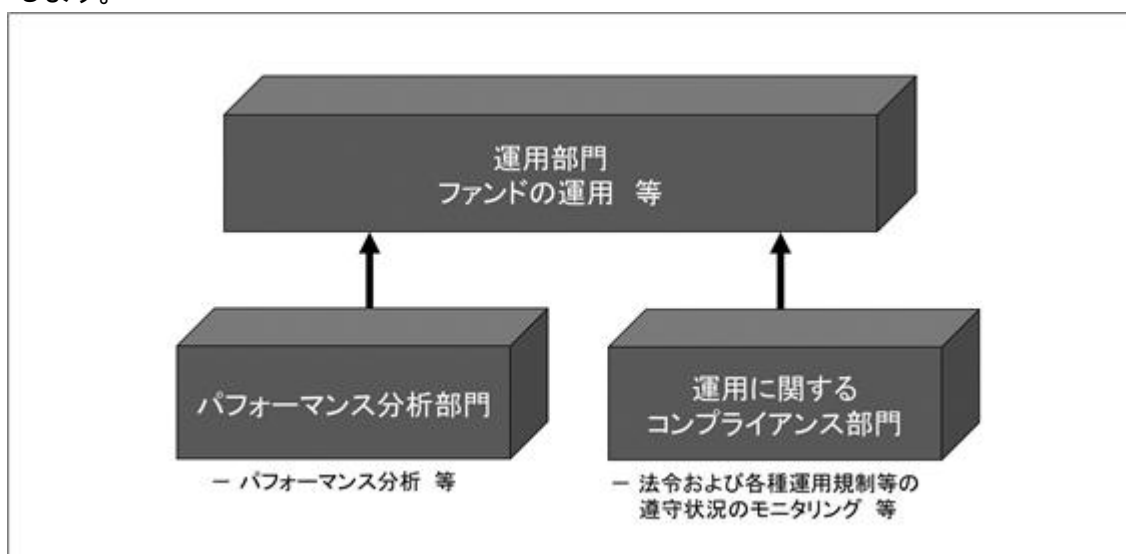 します。
運用部門
ファンドの運用 等
パフォーマンス分析部門
運用に関する
コンプライアンス部門
－ パフォーマンス分析 等
－ 法令および各種運用規制等の
遵守状況のモニタリング 等